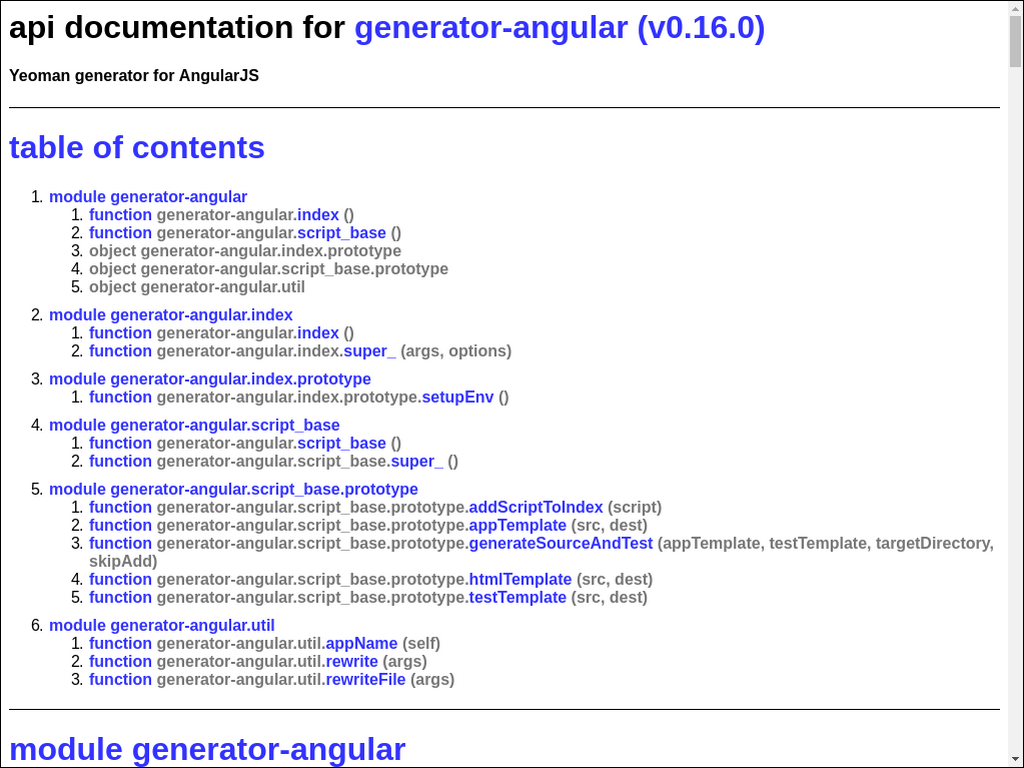 api documentation for generator-angular (v0.16.0)
Yeoman generator for AngularJS
table of contents
1. module generator-angular
1. function generator-angular.index ()
2. function generator-angular.script_base ()
3. object generator-angular.index.prototype
4. object generator-angular.script_base.prototype
5. object generator-angular.util
2. module generator-angular.index
1. function generator-angular.index ()
2. function generator-angular.index.super_ (args, options)
3. module generator-angular.index.prototype
1. function generator-angular.index.prototype.setupEnv ()
4. module generator-angular.script_base
1. function generator-angular.script_base ()
2. function generator-angular.script_base.super_ ()
5. module generator-angular.script_base.prototype
1. function generator-angular.script_base.prototype.addScriptToIndex (script)
2. function generator-angular.script_base.prototype.appTemplate (src, dest)
3. function generator-angular.script_base.prototype.generateSourceAndTest (appTemplate, testTemplate, targetDirectory,
skipAdd)
4. function generator-angular.script_base.prototype.htmlTemplate (src, dest)
5. function generator-angular.script_base.prototype.testTemplate (src, dest)
6. module generator-angular.util
1. function generator-angular.util.appName (self)
2. function generator-angular.util.rewrite (args)
3. function generator-angular.util.rewriteFile (args)
module generator-angular